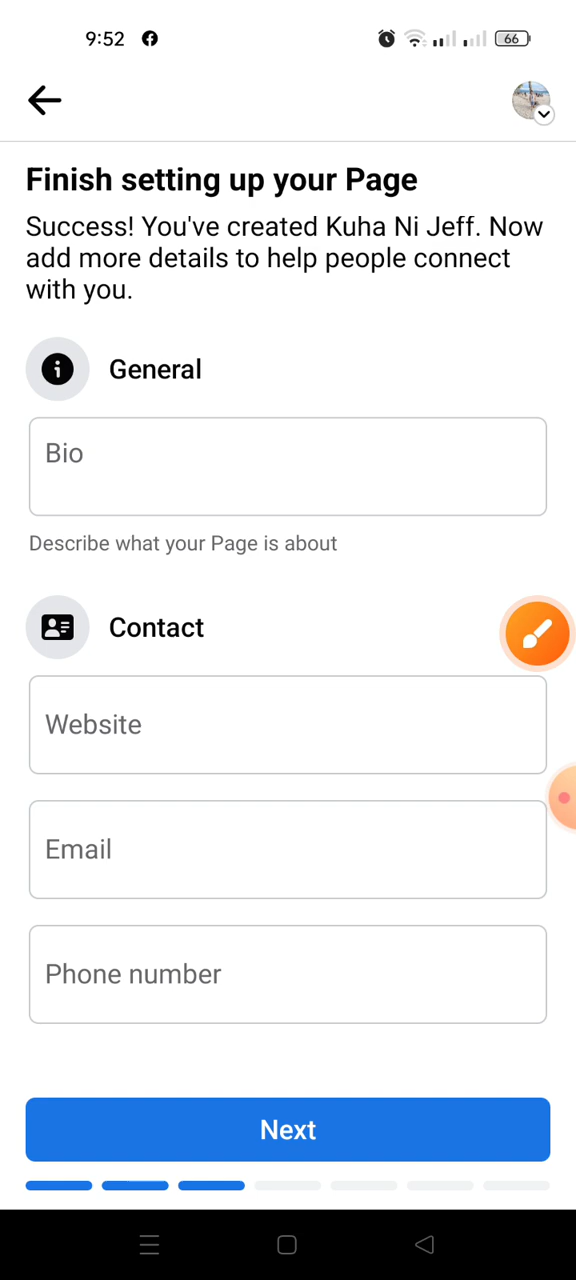 9:52
66
Finish setting up your Page
Success! You've created Kuha Ni Jeff. Now
add more details to help people connect
with you.
General
Bio
Describe what your Page is about
Contact
Website
Email
Phone number
Next